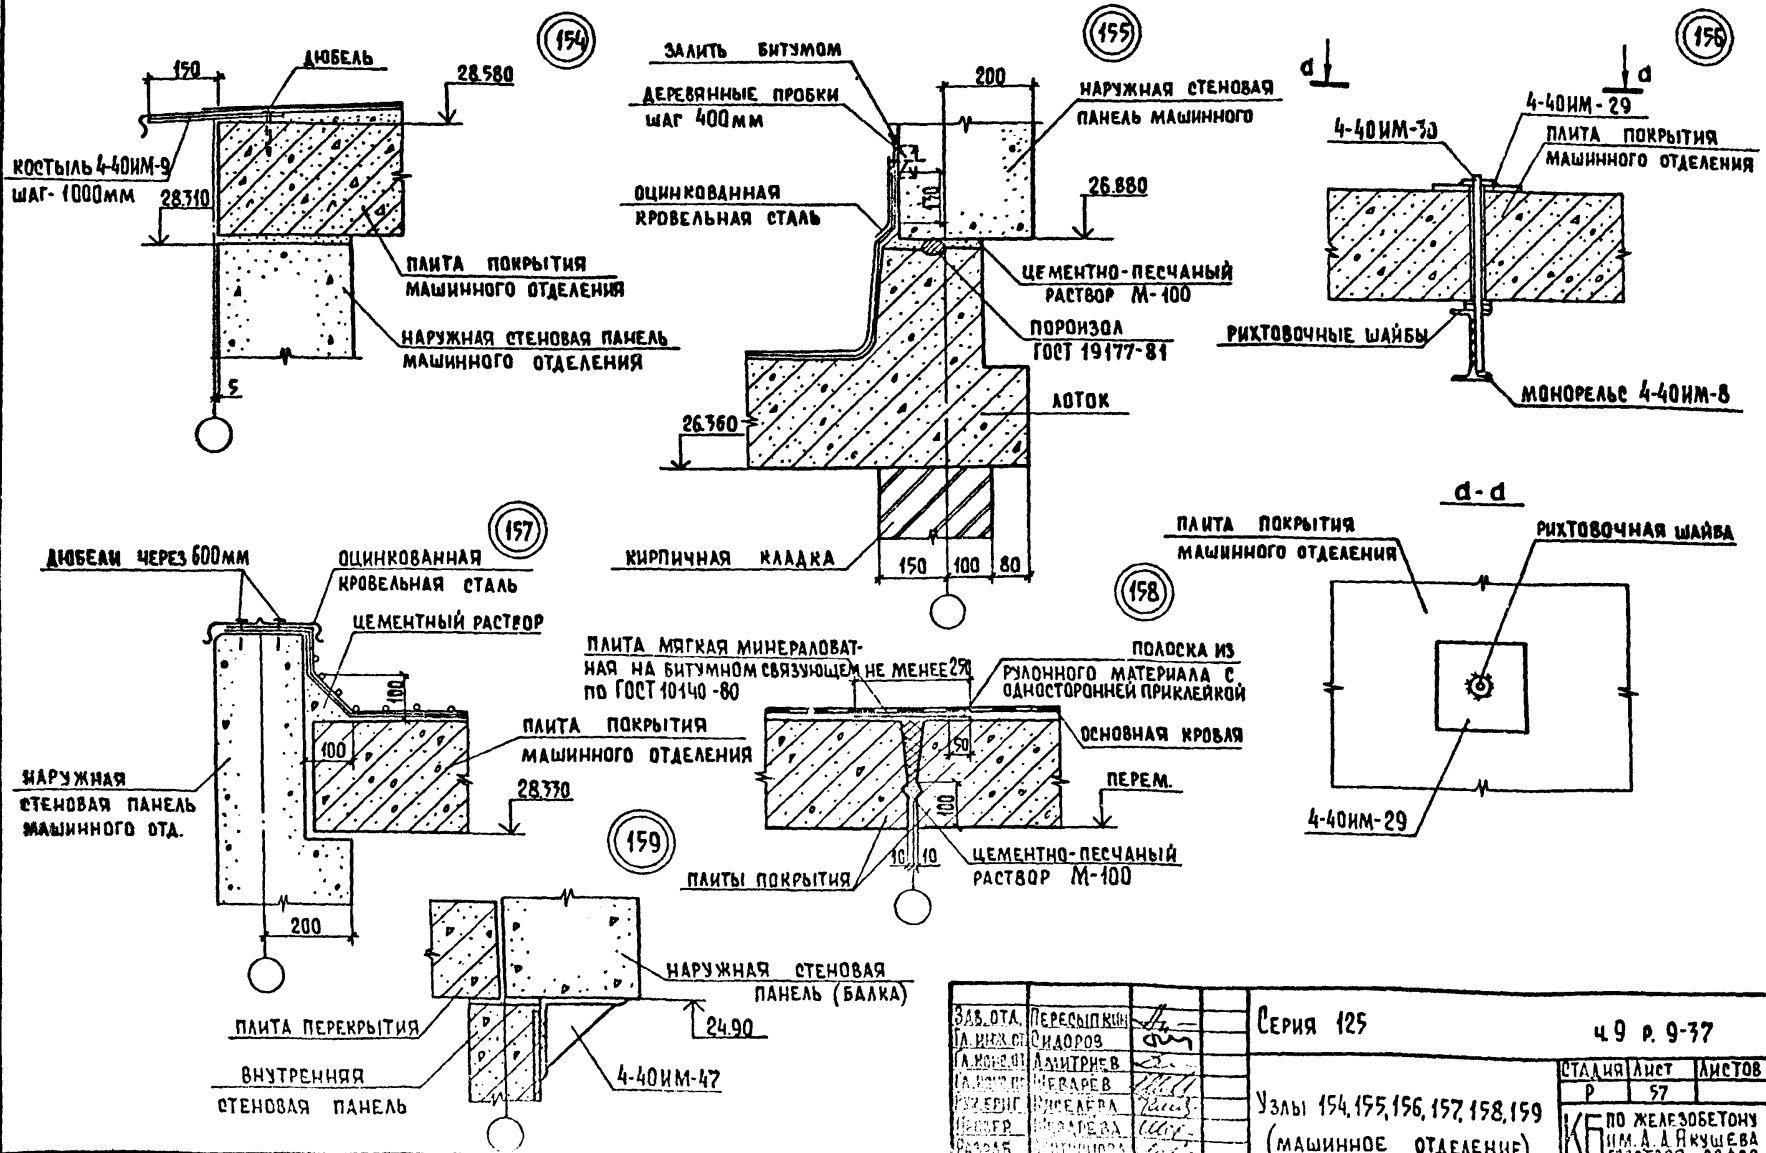 154
150
ДЮБЕЛЬ
28.580
КОСТЫЛЬ 4-40ИМ-9
ШАГ-1000ММ
28.310
ПЛИТА ПОКРЫТИЯ
МАШИННОГО ОТДЕЛЕНИЯ
НАРУЖНАЯ СТЕНОВАЯ ПАНЕЛЬ
МАШИННОГО ОТДЕЛЕНИЯ
5
155
ЗАЛИТЬ БИТУМОМ
ДЕРЕВЯННЫЕ ПРОБКИ
ШАГ 400ММ
200
НАРУЖНАЯ СТЕНОВАЯ
ПАНЕЛЬ МАШИННОГО
ОЦИНКОВАННАЯ
КРОВЕЛЬНАЯ СТАЛЬ
130
26.880
ЦЕМЕНТНО-ПЕСЧАНЫЙ
РАСТВОР М-100
ПОРОИЗОЛ
ГОСТ 19177-81
ЛОТОК
26.360
КИРПИЧНАЯ КЛАДКА
150 100 80
156
d d
4-40ИМ-30
4-40ИМ-29
ПЛИТА ПОКРЫТИЯ
МАШИННОГО ОТДЕЛЕНИЯ
РИХТОВОЧНЫЕ ШАЙБЫ
МОНОРЕЛЬС 4-40ИМ-8
d-d
ПЛИТА ПОКРЫТИЯ
МАШИННОГО ОТДЕЛЕНИЯ
РИХТОВОЧНАЯ ШАЙБА
4-40ИМ-29
157
ДЮБЕЛИ ЧЕРЕЗ 600ММ
ОЦИНКОВАННАЯ
КРОВЕЛЬНАЯ СТАЛЬ
ЦЕМЕНТНЫЙ РАСТВОР
100
100
ПЛИТА ПОКРЫТИЯ
МАШИННОГО ОТДЕЛЕНИЯ
НАРУЖНАЯ
СТЕНОВАЯ ПАНЕЛЬ
МАШИННОГО ОТД.
28.330
200
158
ПЛИТА МЯГКАЯ МИНЕРАЛОВАТ-
НАЯ НА БИТУМНОМ СВЯЗУЮЩЕМ
ПО ГОСТ 10140-80
НЕ МЕНЕЕ 250
ПОЛОСКА ИЗ
РУЛОННОГО МАТЕРИАЛА С
ОДНОСТОРОННЕЙ ПРИКЛЕЙКОЙ
ОСНОВНАЯ КРОВЛЯ
50
100
ПЕРЕМ.
10 10
ЦЕМЕНТНО-ПЕСЧАНЫЙ
РАСТВОР М-100
ПЛИТЫ ПОКРЫТИЯ
159
НАРУЖНАЯ СТЕНОВАЯ
ПАНЕЛЬ (БАЛКА)
ПЛИТА ПЕРЕКРЫТИЯ
24.90
ВНУТРЕННЯЯ
СТЕНОВАЯ ПАНЕЛЬ
4-40ИМ-47
ЗАВ. ОТД. ПЕРЕСЫПКИН
СИДОРОВ
ДМИТРИЕВ
СЕРИЯ 125
ч.9 р. 9-37
СТАДИЯ ЛИСТ ЛИСТОВ
Р 57
УЗЛЫ 154,155,156,157,158,159
(МАШИННОЕ ОТДЕЛЕНИЕ)
КБ ПО ЖЕЛЕЗОБЕТОНУ
ИМ. А.А.ЯКУШЕВА